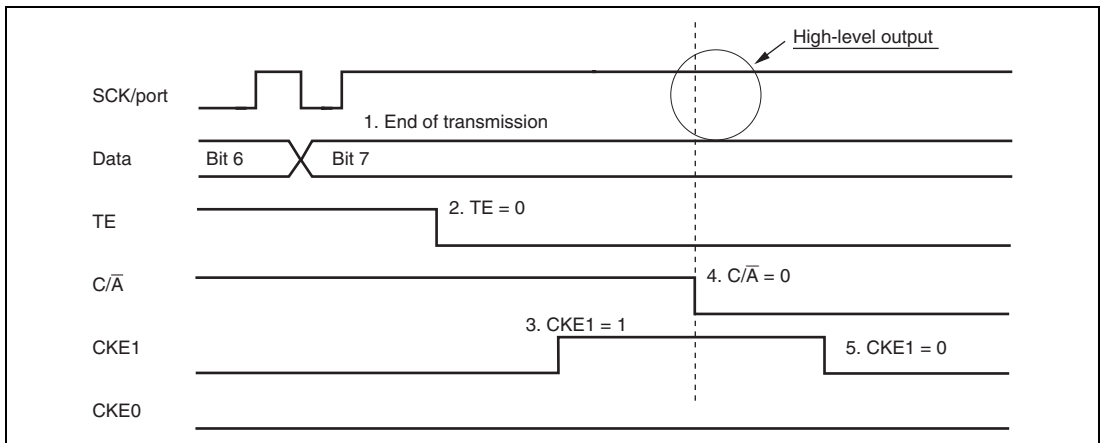 High-level output
SCK/port
1. End of transmission
Data
Bit 6
Bit 7
TE
2. TE = 0
C/A̅
4. C/A̅ = 0
3. CKE1 = 1
CKE1
5. CKE1 = 0
CKE0